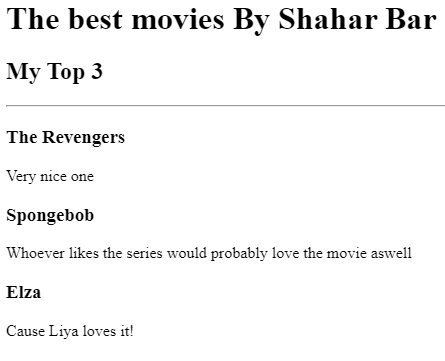 The best movies By Shahar Bar
My Top 3
The Revengers
Very nice one
Spongebob
Whoever likes the series would probably love the movie aswell
Elza
Cause Liya loves it!